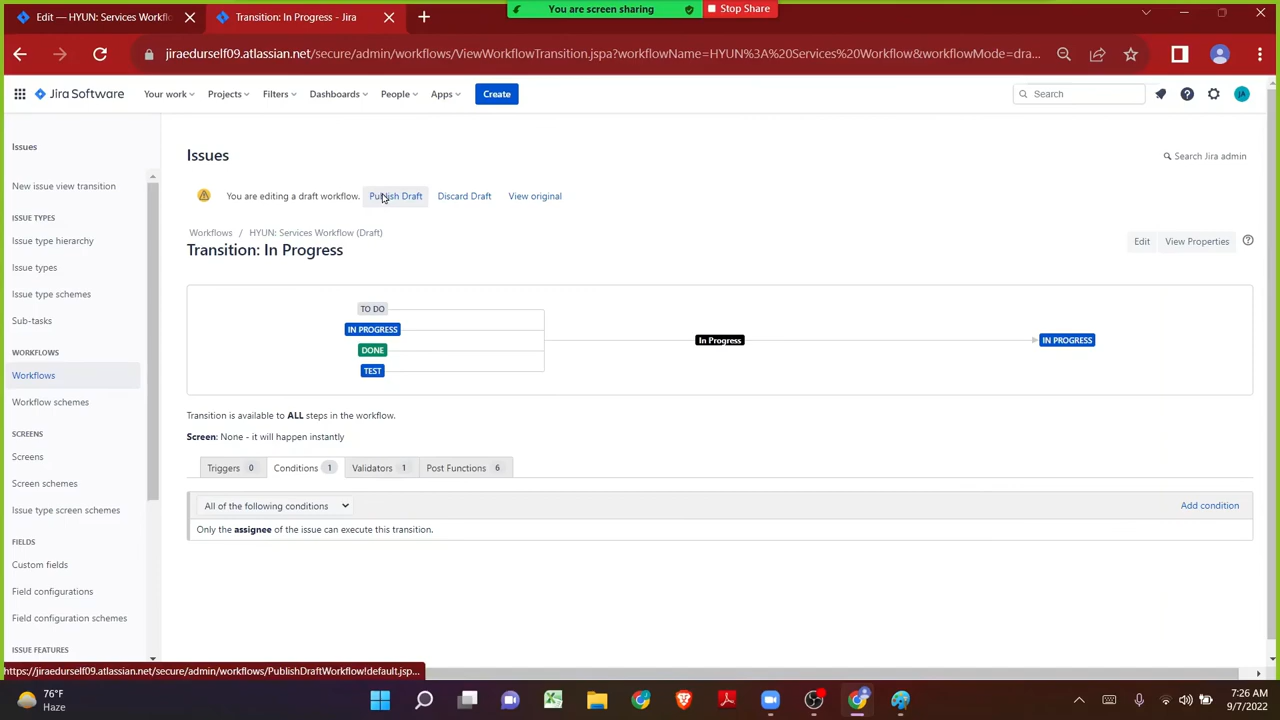 You are screen sharing
Stop Share
Edit — HYUN: Services Workflo
Transition: In Progress - Jira
jiraedurself09.atlassian.net/secure/admin/workflows/ViewWorkflowTransition.jspa?workflowName=HYUN%3A%20Services%20Workflow&workflowMode=dra...
Jira Software
Your work
Projects
Filters
Dashboards
People
Apps
Create
Search
JA
Issues
New issue view transition
ISSUE TYPES
Issue type hierarchy
Issue types
Issue type schemes
Sub-tasks
WORKFLOWS
Workflows
Workflow schemes
SCREENS
Screens
Screen schemes
Issue type screen schemes
FIELDS
Custom fields
Field configurations
Field configuration schemes
ISSUE FEATURES
Issues
Search Jira admin
You are editing a draft workflow. Publish Draft Discard Draft View original
Workflows / HYUN: Services Workflow (Draft)
Transition: In Progress
Edit View Properties
TO DO
IN PROGRESS
DONE
TEST
In Progress
IN PROGRESS
Transition is available to ALL steps in the workflow.
Screen: None - it will happen instantly
Triggers 0 Conditions 1 Validators 1 Post Functions 6
All of the following conditions
Add condition
Only the assignee of the issue can execute this transition.
https://jiraedurself09.atlassian.net/secure/admin/workflows/PublishDraftWorkflow!default.jsp...
76°F
Haze
7:26 AM
9/7/2022